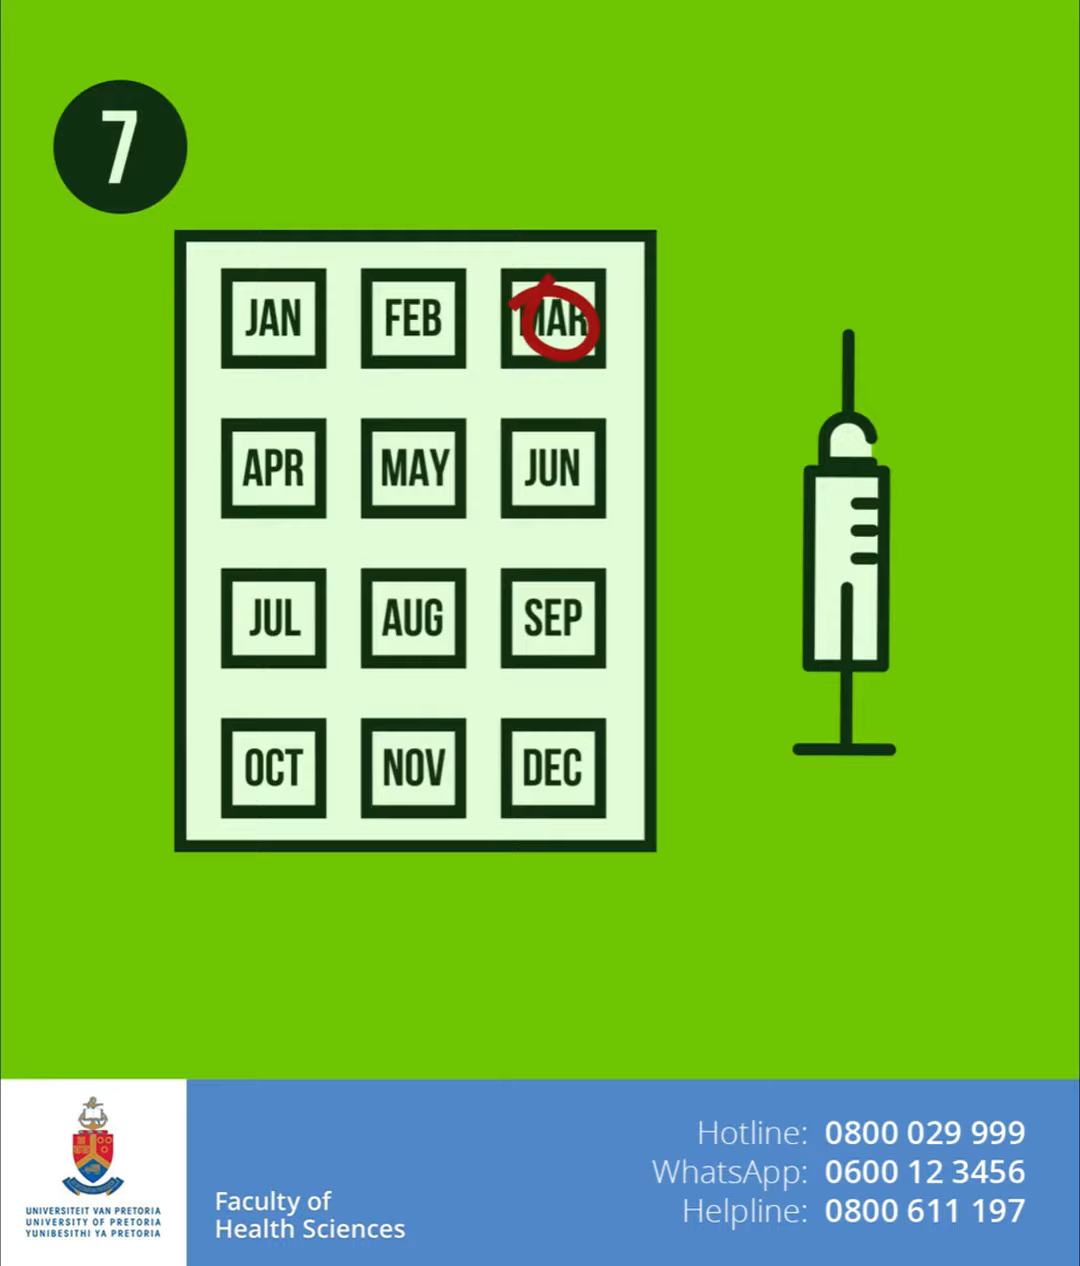 7
JAN FEB MAR
APR MAY JUN
JUL AUG SEP
OCT NOV DEC
UNIVERSITEIT VAN PRETORIA
UNIVERSITY OF PRETORIA
YUNIBESITHI YA PRETORIA
Faculty of
Health Sciences
Hotline: 0800 029 999
WhatsApp: 0600 12 3456
Helpline: 0800 611 197